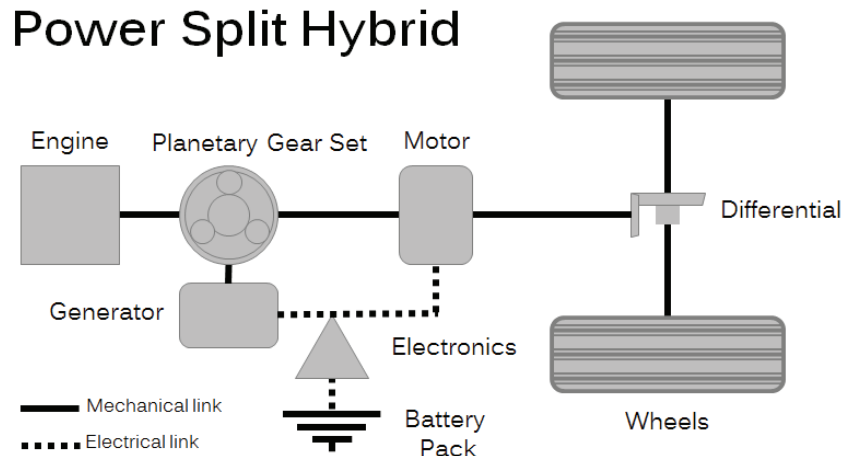 Power Split Hybrid
Engine
Planetary Gear Set
Motor
Differential
Generator
Electronics
Mechanical link
Electrical link
Battery
Pack
Wheels